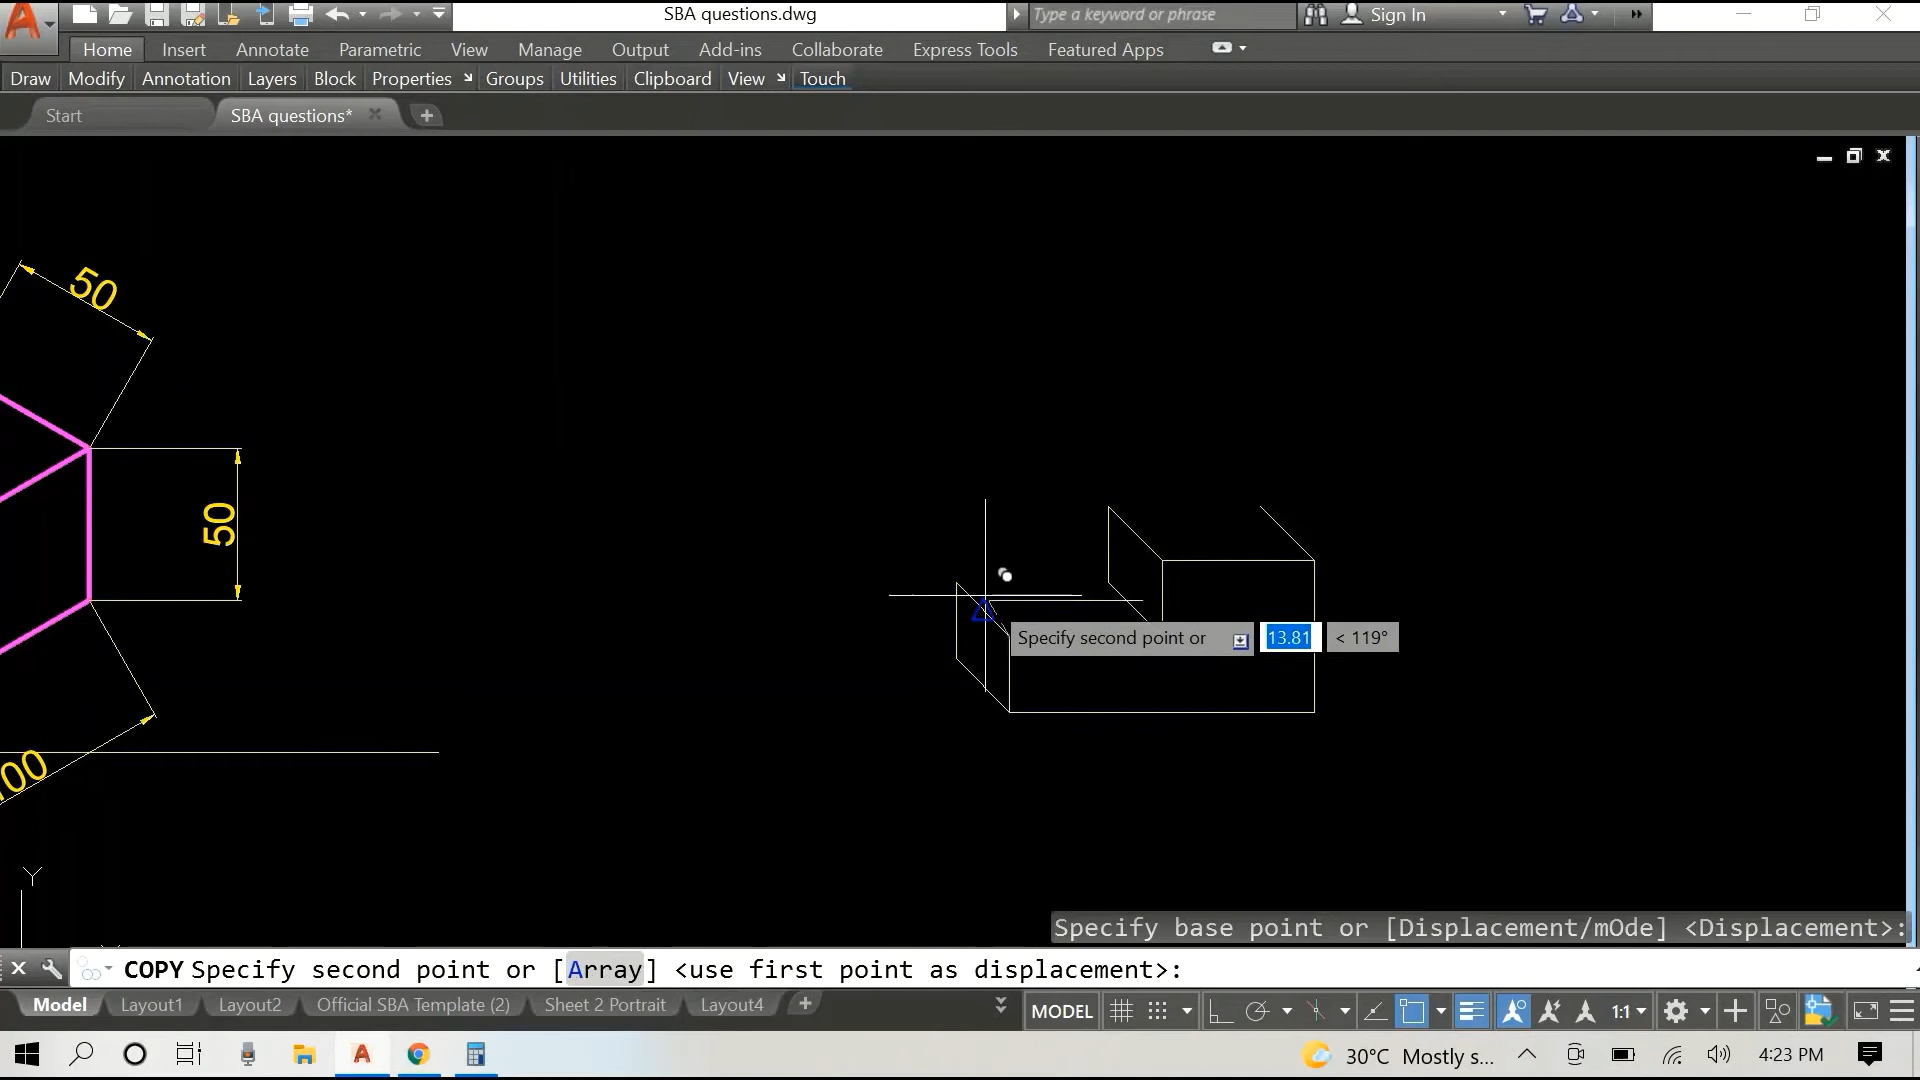 SBA questions.dwg
Type a keyword or phrase
Sign In
Home Insert Annotate Parametric View Manage Output Add-ins Collaborate Express Tools Featured Apps
Draw Modify Annotation Layers Block Properties Groups Utilities Clipboard View Touch
Start SBA questions*
50
50
Specify second point or 13.81 < 119°
00
Y
Specify base point or [Displacement/mOde] <Displacement>:
COPY Specify second point or [Array] <use first point as displacement>:
Model Layout1 Layout2 Official SBA Template (2) Sheet 2 Portrait Layout4 MODEL 1:1
30°C Mostly s... 4:23 PM